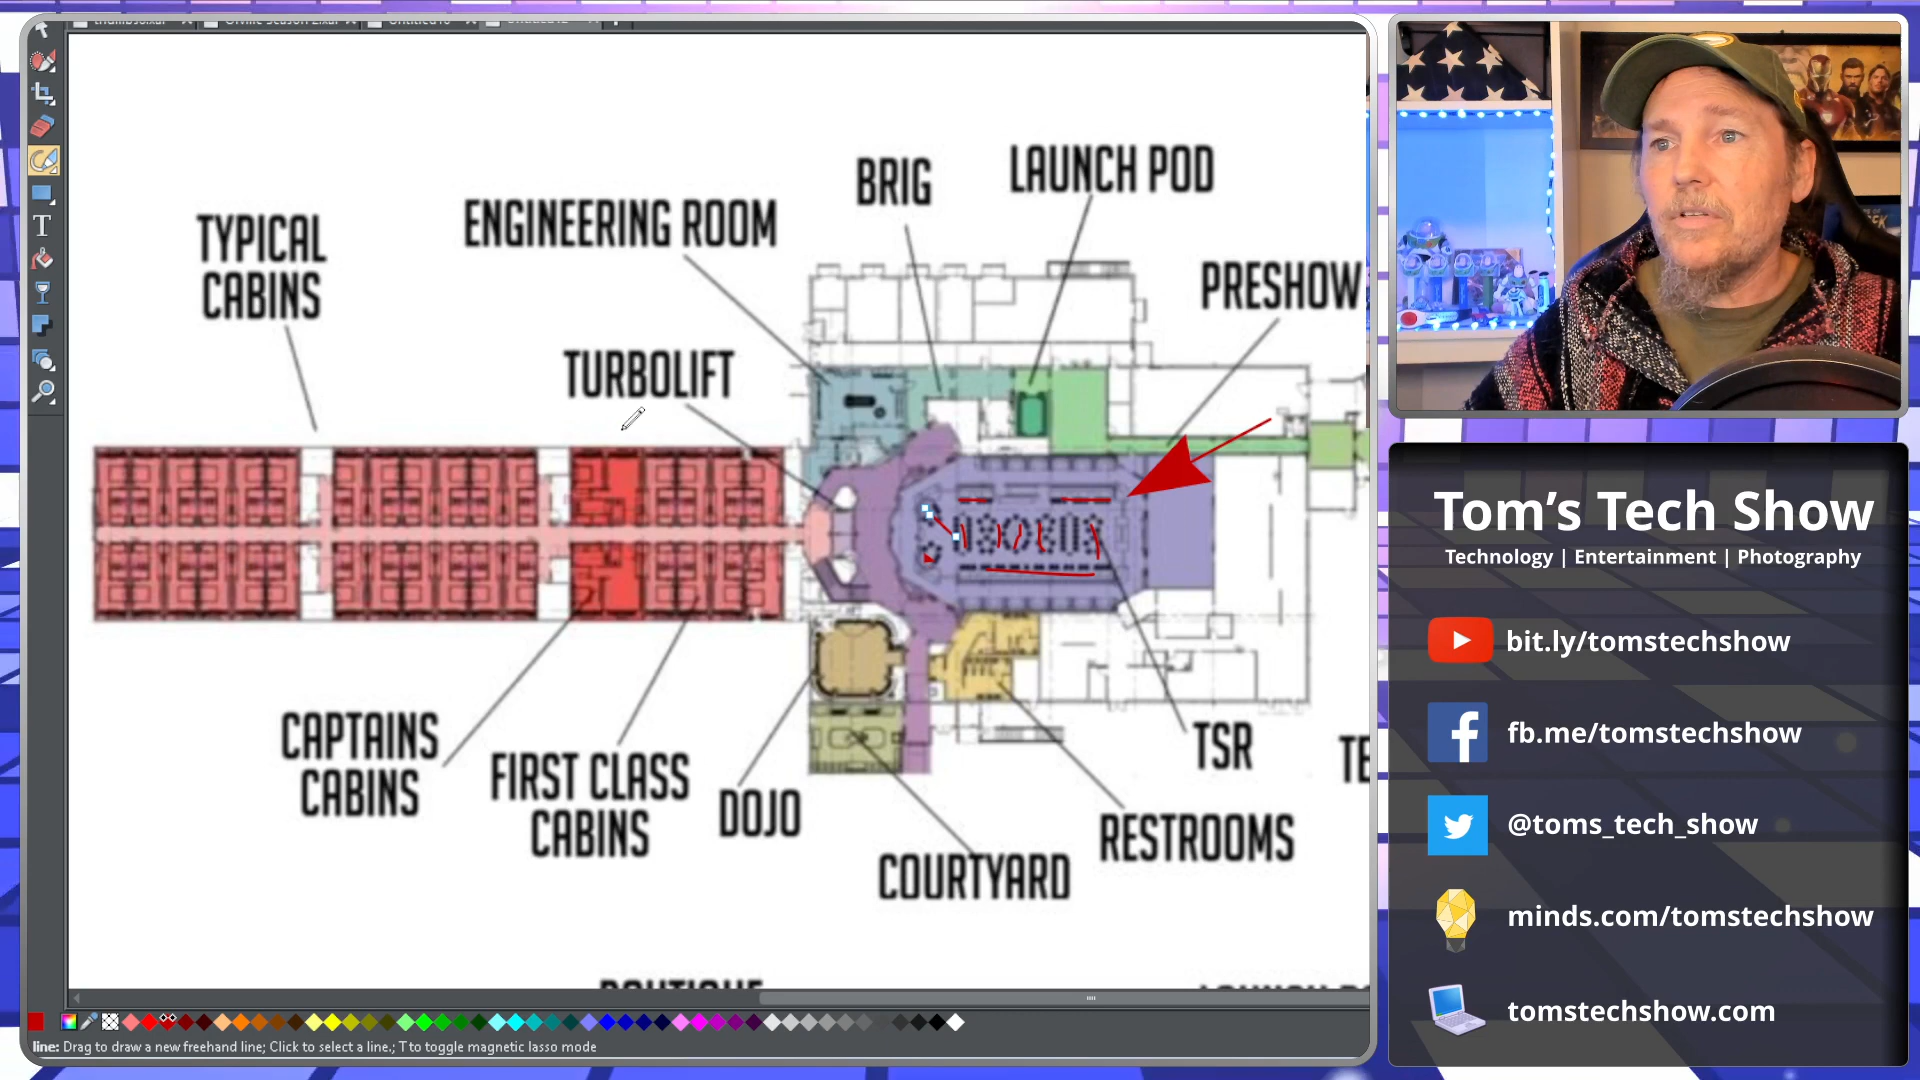 BRIG
LAUNCH POD
ENGINEERING ROOM
TYPICAL
CABINS
PRESHOW
TURBOLIFT
CAPTAINS
CABINS
FIRST CLASS
CABINS
DOJO
COURTYARD
RESTROOMS
TSR
TE
line: Drag to draw a new freehand line; Click to select a line.; T to toggle magnetic lasso mode
Tom's Tech Show
Technology | Entertainment | Photography
bit.ly/tomstechshow
fb.me/tomstechshow
@toms_tech_show
minds.com/tomstechshow
tomstechshow.com